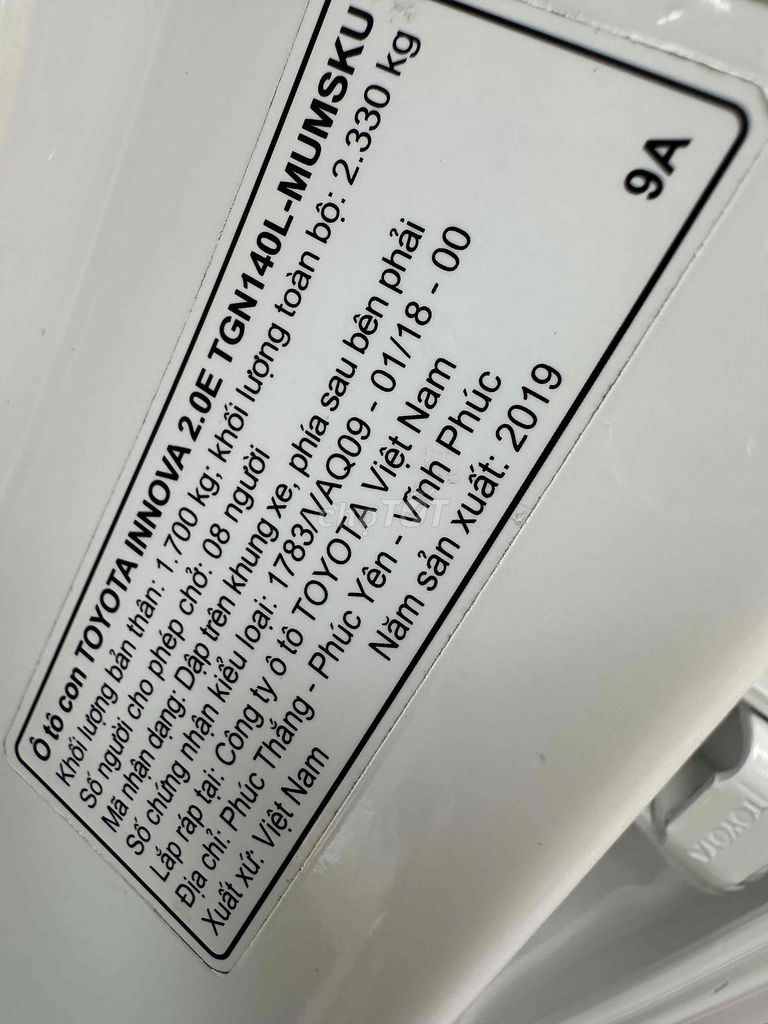 Ô tô con TOYOTA INNOVA 2.0E TGN140L-MUMSKU
Khối lượng bản thân: 1.700 kg; khối lượng toàn bộ: 2.330 kg
Số người cho phép chở: 08 người
Mã nhận dạng: Dập trên khung xe, phía sau bên phải
Số chứng nhận kiểu loại: 1783/VAQ09 - 01/18 - 00
Lắp ráp tại: Công ty ô tô TOYOTA Việt Nam
Địa chỉ: Phúc Thắng - Phúc Yên - Vĩnh Phúc
Xuất xứ: Việt Nam
Năm sản xuất: 2019
9A
chợTỐT
TOYOTA